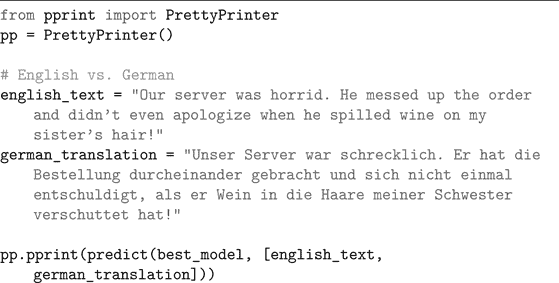 from pprint import PrettyPrinter
pp = PrettyPrinter()

# English vs. German
english_text = "Our server was horrid. He messed up the order
    and didn’t even apologize when he spilled wine on my
    sister’s hair!"
german_translation = "Unser Server war schrecklich. Er hat die
    Bestellung durcheinander gebracht und sich nicht einmal
    entschuldigt, als er Wein in die Haare meiner Schwester
    verschuttet hat!"

pp.pprint(predict(best_model, [english_text,
    german_translation]))